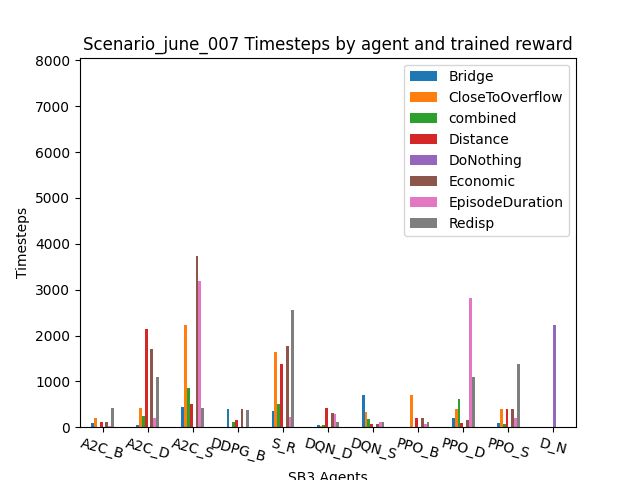 Scenario_june_007 Timesteps by agent and trained reward
8000
7000
6000
5000
4000
3000
2000
1000
0
Timesteps
Bridge
CloseToOverflow
combined
Distance
DoNothing
Economic
EpisodeDuration
Redisp
A2C_B
A2C_D
A2C_S
DDPG_B
S_R
DQN_D
DQN_S
PPO_B
PPO_D
PPO_S
D_N
SB3 Agents